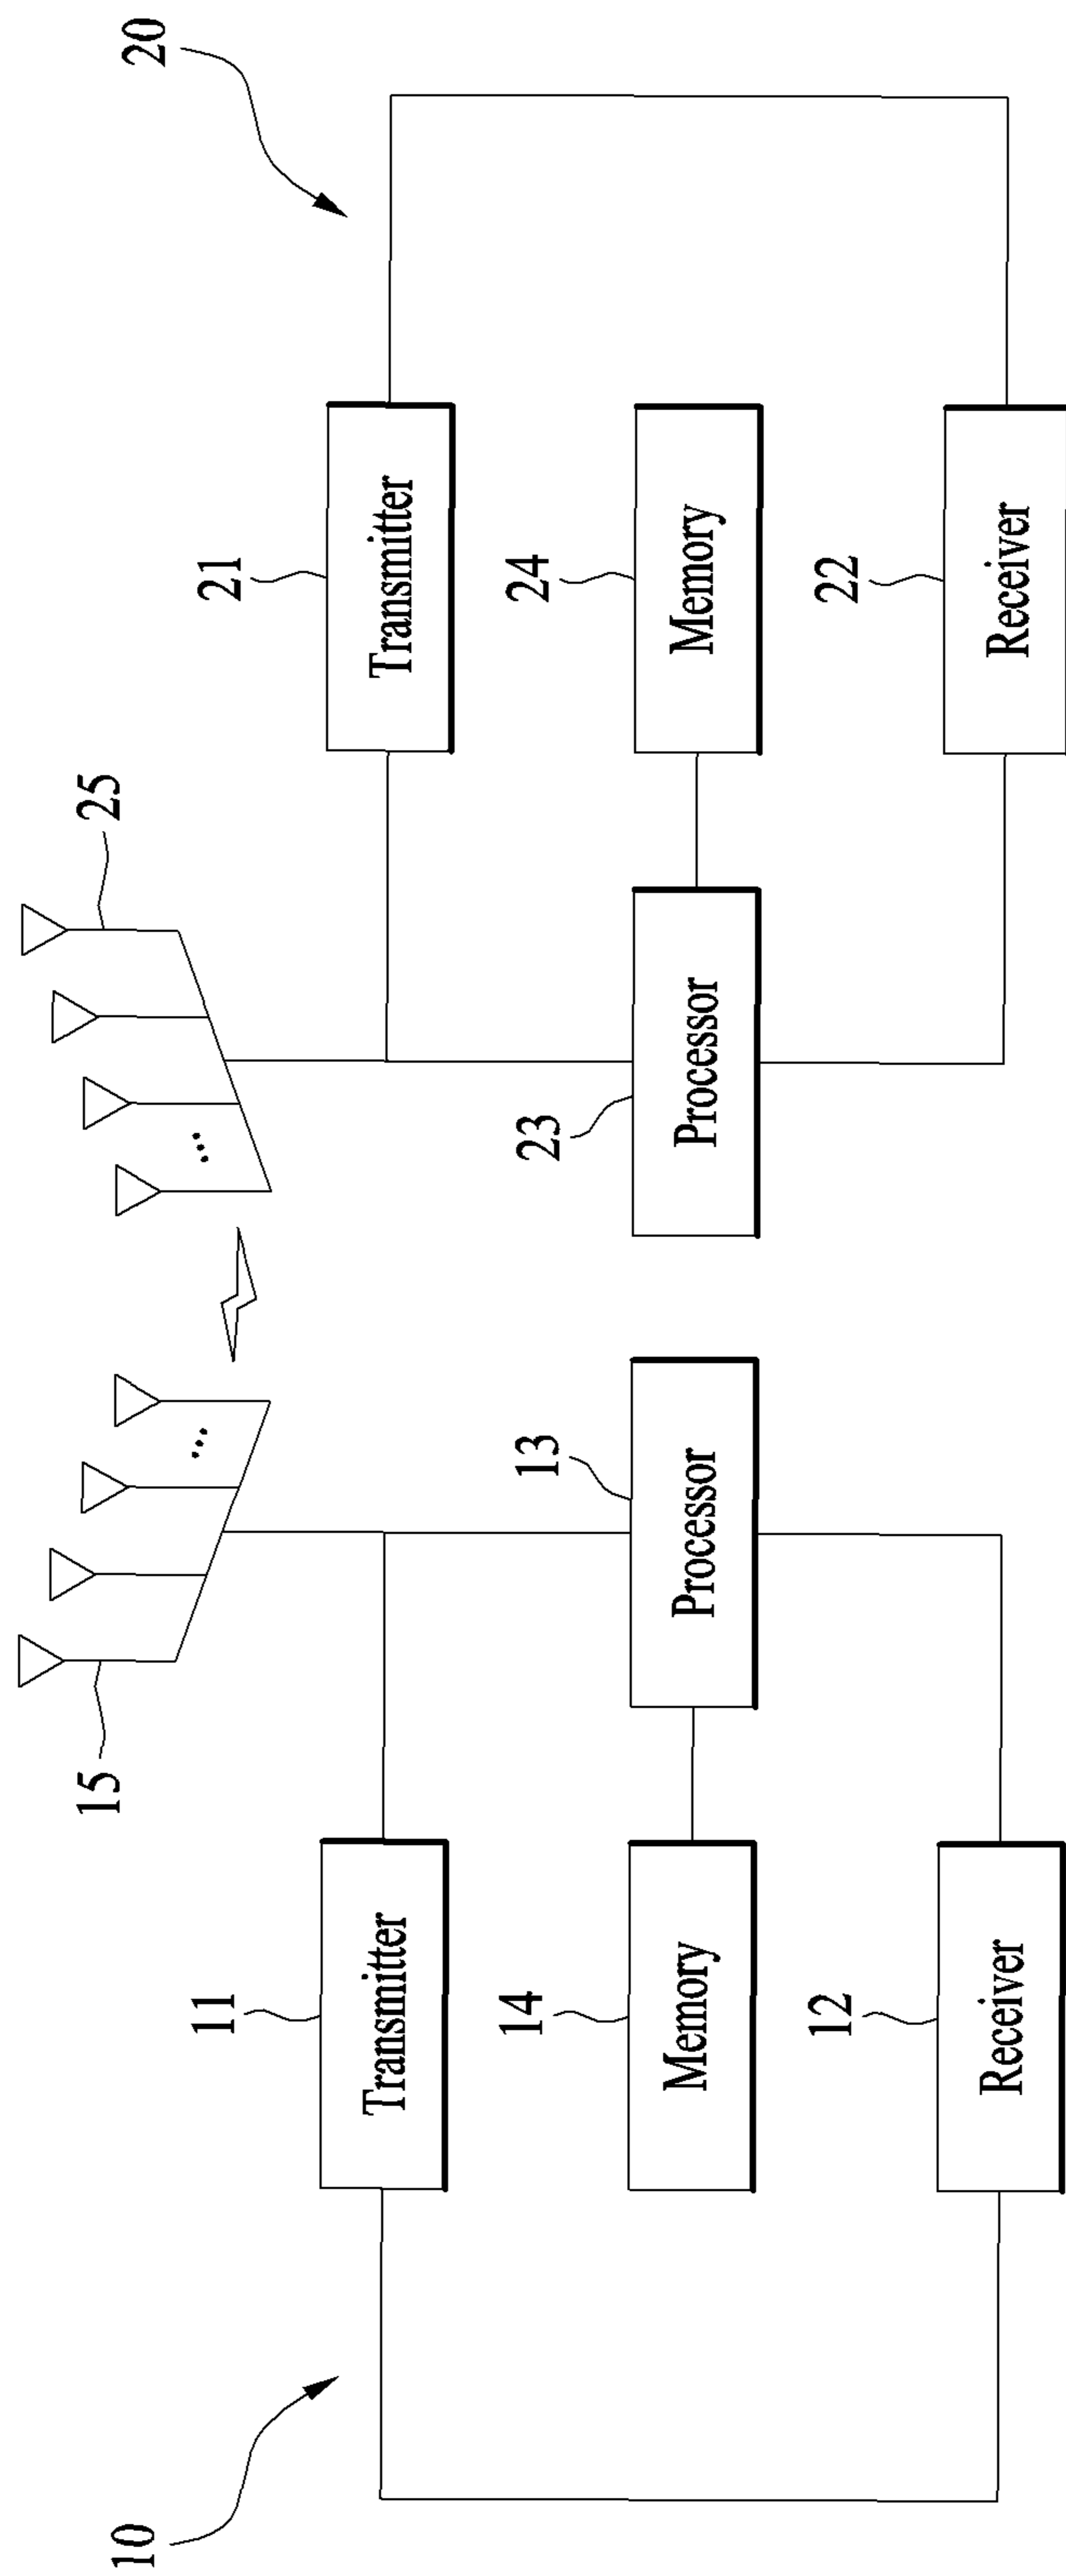 10
20
15
25
...
...
11
Transmitter
13
Processor
23
Processor
21
Transmitter
14
Memory
24
Memory
12
Receiver
22
Receiver